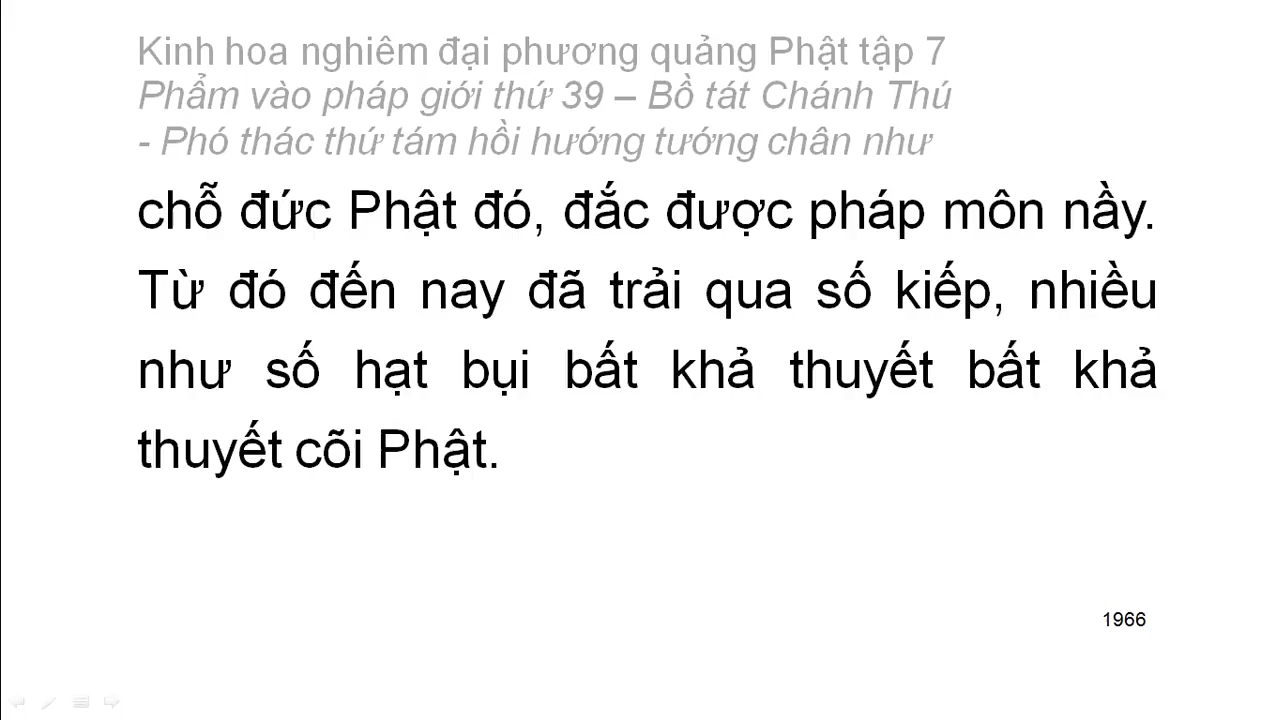 Kinh hoa nghiêm đại phương quảng Phật tập 7
Phẩm vào pháp giới thứ 39 – Bồ tát Chánh Thú
- Phó thác thứ tám hồi hướng tướng chân như
chỗ đức Phật đó, đắc được pháp môn nầy.
Từ đó đến nay đã trải qua số kiếp, nhiều
như số hạt bụi bất khả thuyết bất khả
thuyết cõi Phật.
1966